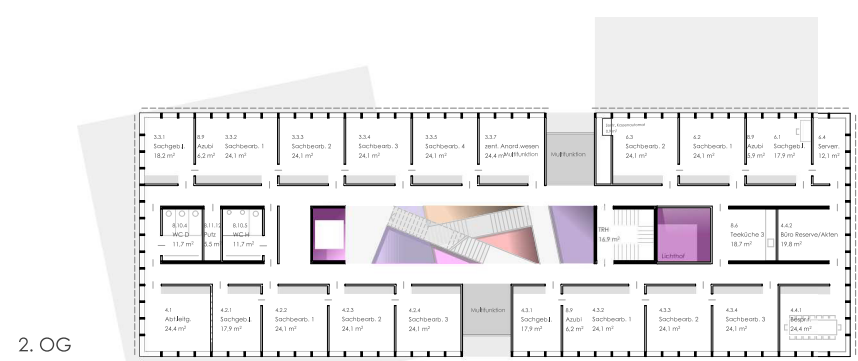 3.3.1
Sachgeb.l.
18,2 m²
8.9
Azubi
6,2 m²
3.3.2
Sachbearb. 1
24,1 m²
3.3.3
Sachbearb. 2
24,1 m²
3.3.4
Sachbearb. 3
24,1 m²
3.3.5
Sachbearb. 4
24,1 m²
3.3.7
zent. Anord.wesen
24,4 m²
Multifunktion
Multifunktion
6.3
Sachbearb. 2
24,1 m²
6.2
Sachbearb. 1
24,1 m²
8.9
Azubi
5,9 m²
6.1
Sachgeb.l.
17,9 m²
6.4
Serverr.
12,1 m²
8.10.4
WC D
11,7 m²
8.11.12
Putz
5,5 m²
8.10.5
WC H
11,7 m²
TRH
16,9 m²
Lichthof
8.6
Teeküche 3
18,7 m²
4.4.2
Büro Reserve/Akten
19,8 m²
4.1
Abt.leitg.
24,4 m²
4.2.1
Sachgeb.l.
17,9 m²
4.2.2
Sachbearb. 1
24,1 m²
4.2.3
Sachbearb. 2
24,1 m²
4.2.4
Sachbearb. 3
24,1 m²
Multifunktion
4.3.1
Sachgeb.l.
17,9 m²
8.9
Azubi
6,2 m²
4.3.2
Sachbearb. 1
24,1 m²
4.3.3
Sachbearb. 2
24,1 m²
4.3.4
Sachbearb. 3
24,1 m²
4.4.1
Bespr.r.
24,4 m²
2. OG